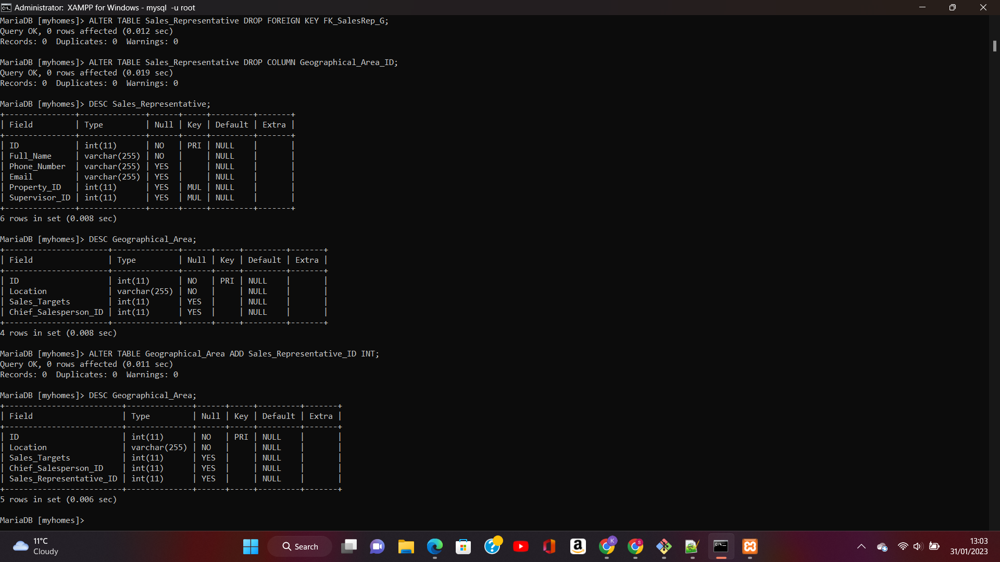 Administrator:  XAMPP for Windows - mysql  -u root
MariaDB [myhomes]> ALTER TABLE Sales_Representative DROP FOREIGN KEY FK_SalesRep_G;
Query OK, 0 rows affected (0.012 sec)
Records: 0  Duplicates: 0  Warnings: 0

MariaDB [myhomes]> ALTER TABLE Sales_Representative DROP COLUMN Geographical_Area_ID;
Query OK, 0 rows affected (0.019 sec)
Records: 0  Duplicates: 0  Warnings: 0

MariaDB [myhomes]> DESC Sales_Representative;
+---------------+--------------+------+-----+---------+-------+
| Field         | Type         | Null | Key | Default | Extra |
+---------------+--------------+------+-----+---------+-------+
| ID            | int(11)      | NO   | PRI | NULL    |       |
| Full_Name     | varchar(255) | NO   |     | NULL    |       |
| Phone_Number  | varchar(255) | YES  |     | NULL    |       |
| Email         | varchar(255) | YES  |     | NULL    |       |
| Property_ID   | int(11)      | YES  | MUL | NULL    |       |
| Supervisor_ID | int(11)      | YES  | MUL | NULL    |       |
+---------------+--------------+------+-----+---------+-------+
6 rows in set (0.008 sec)

MariaDB [myhomes]> DESC Geographical_Area;
+----------------------+--------------+------+-----+---------+-------+
| Field                | Type         | Null | Key | Default | Extra |
+----------------------+--------------+------+-----+---------+-------+
| ID                   | int(11)      | NO   | PRI | NULL    |       |
| Location             | varchar(255) | NO   |     | NULL    |       |
| Sales_Targets        | int(11)      | YES  |     | NULL    |       |
| Chief_Salesperson_ID | int(11)      | YES  |     | NULL    |       |
+----------------------+--------------+------+-----+---------+-------+
4 rows in set (0.008 sec)

MariaDB [myhomes]> ALTER TABLE Geographical_Area ADD Sales_Representative_ID INT;
Query OK, 0 rows affected (0.011 sec)
Records: 0  Duplicates: 0  Warnings: 0

MariaDB [myhomes]> DESC Geographical_Area;
+-------------------------+--------------+------+-----+---------+-------+
| Field                   | Type         | Null | Key | Default | Extra |
+-------------------------+--------------+------+-----+---------+-------+
| ID                      | int(11)      | NO   | PRI | NULL    |       |
| Location                | varchar(255) | NO   |     | NULL    |       |
| Sales_Targets           | int(11)      | YES  |     | NULL    |       |
| Chief_Salesperson_ID    | int(11)      | YES  |     | NULL    |       |
| Sales_Representative_ID | int(11)      | YES  |     | NULL    |       |
+-------------------------+--------------+------+-----+---------+-------+
5 rows in set (0.006 sec)

MariaDB [myhomes]>
11°C
Cloudy
Search
K
S
13:03
31/01/2023